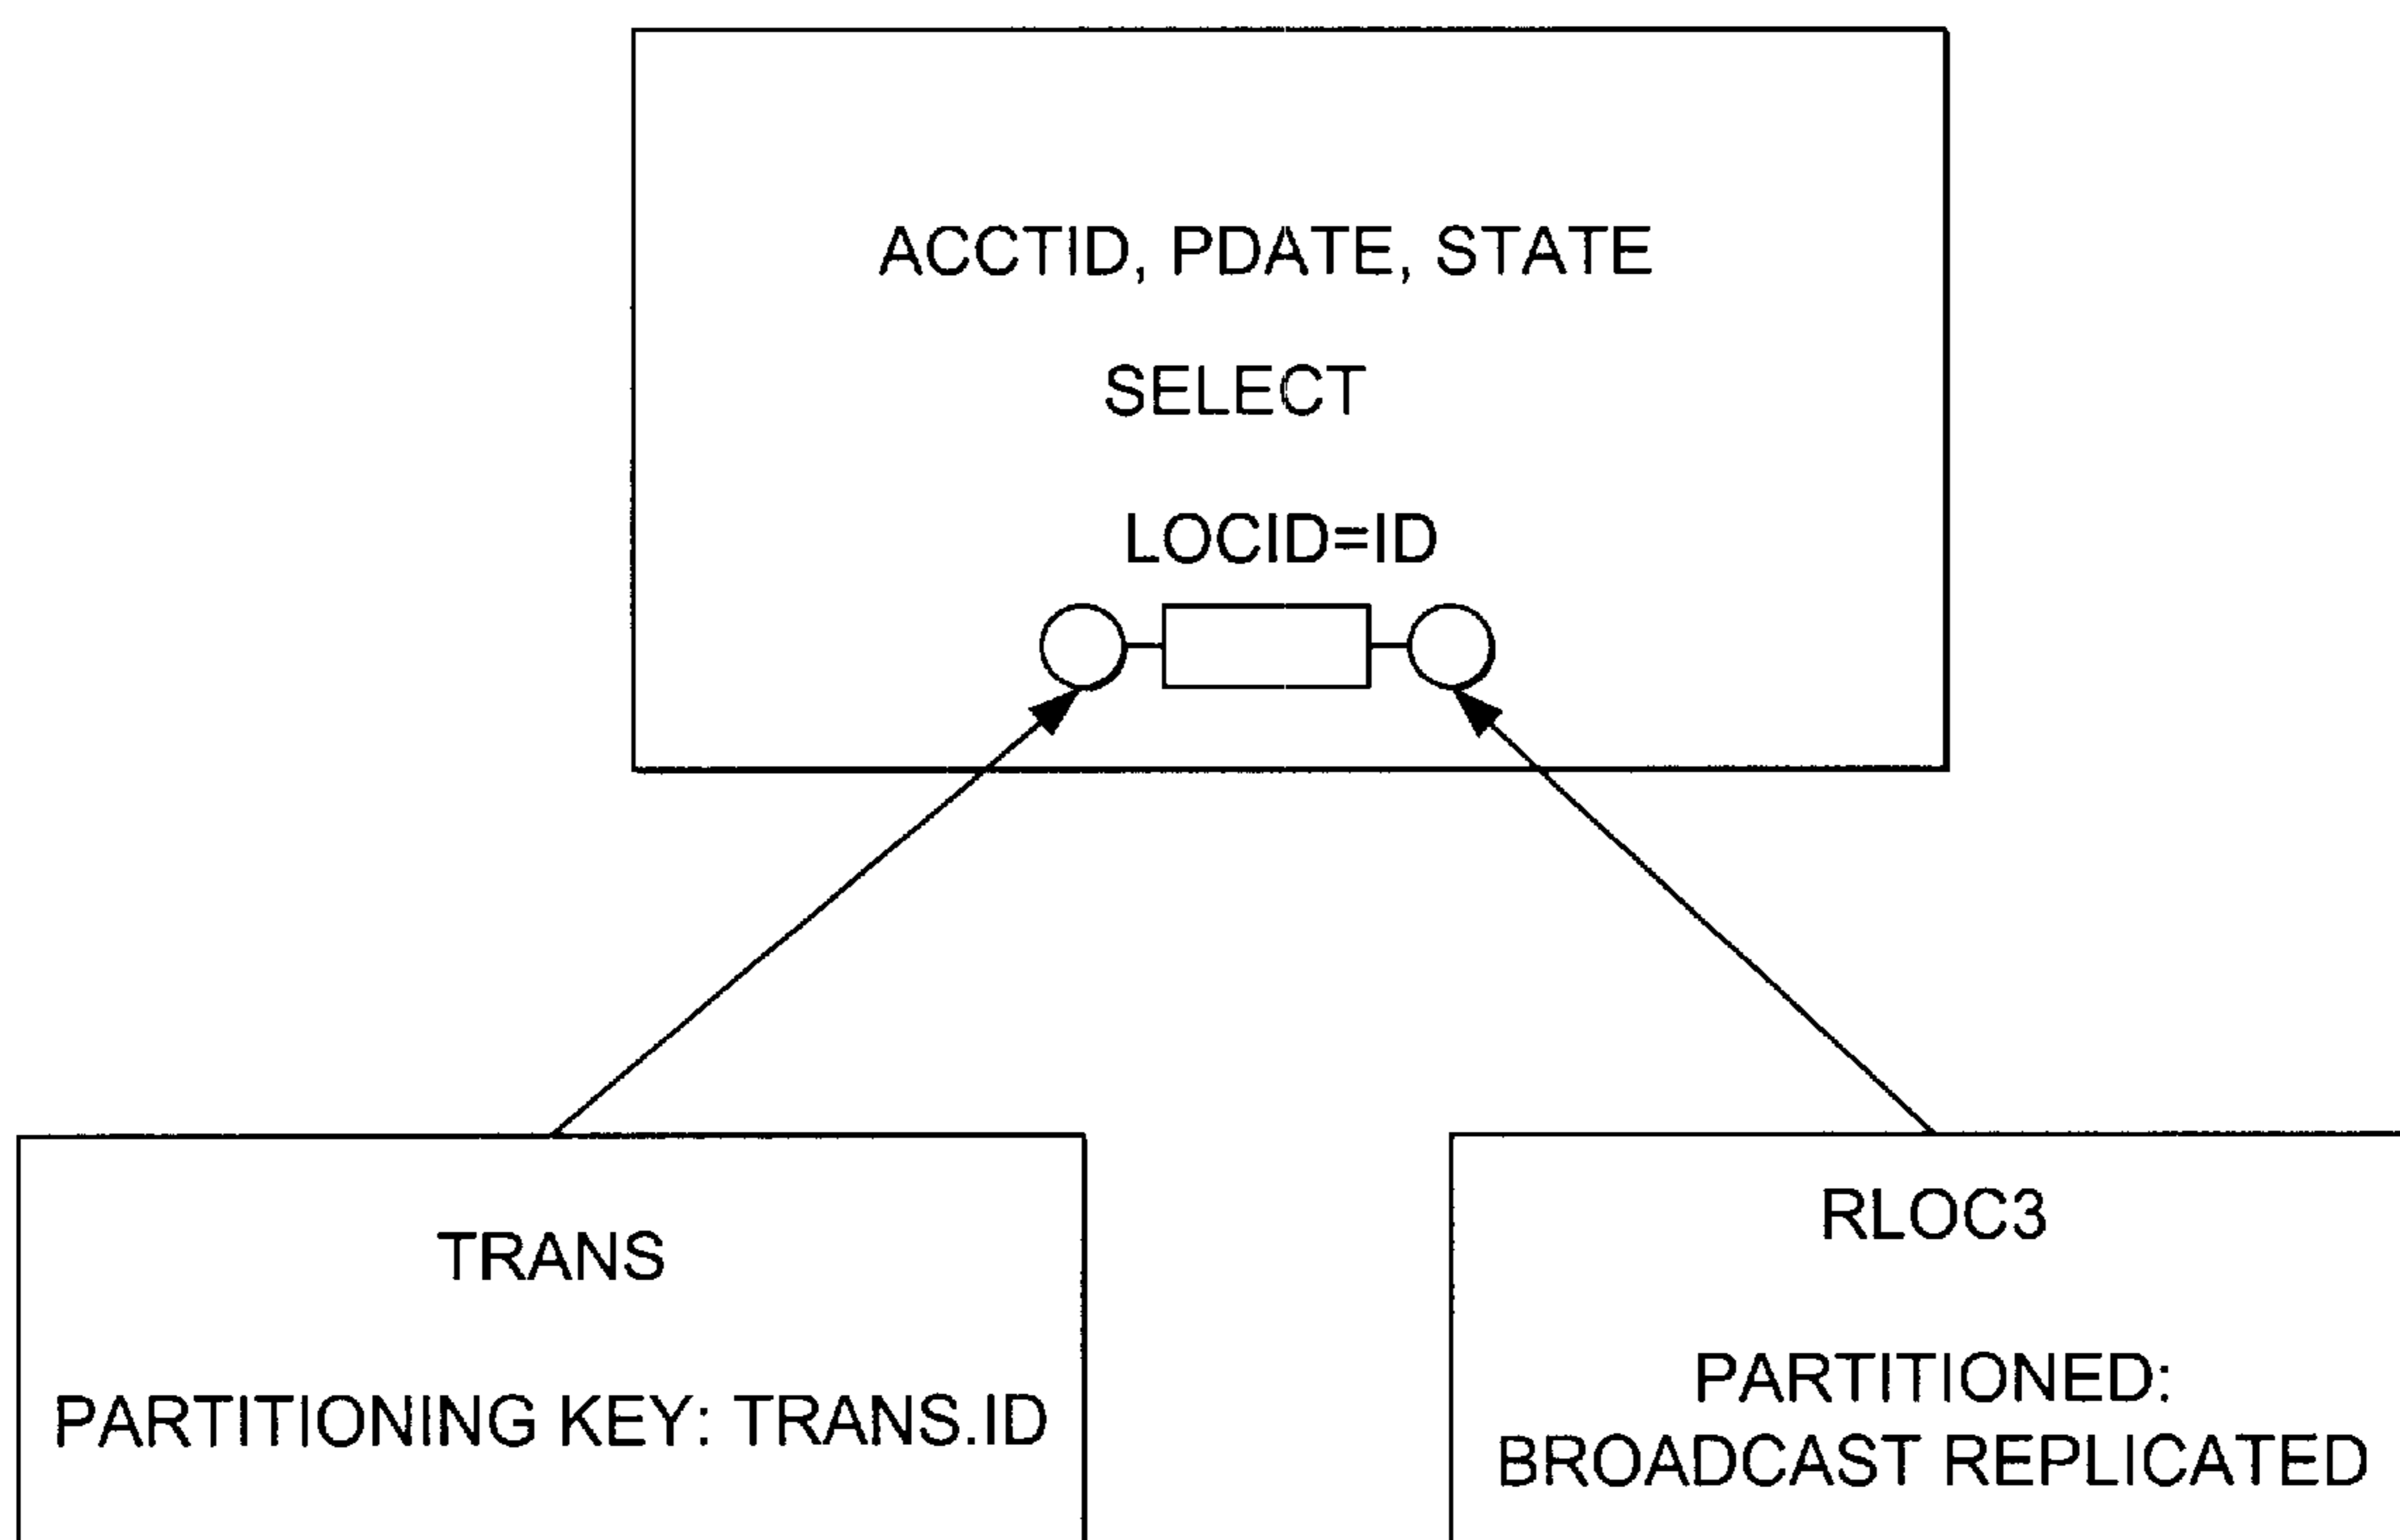 ACCTID, PDATE, STATE
SELECT
LOCID=ID
TRANS
PARTITIONING KEY: TRANS.ID
RLOC3
PARTITIONED:
BROADCAST REPLICATED